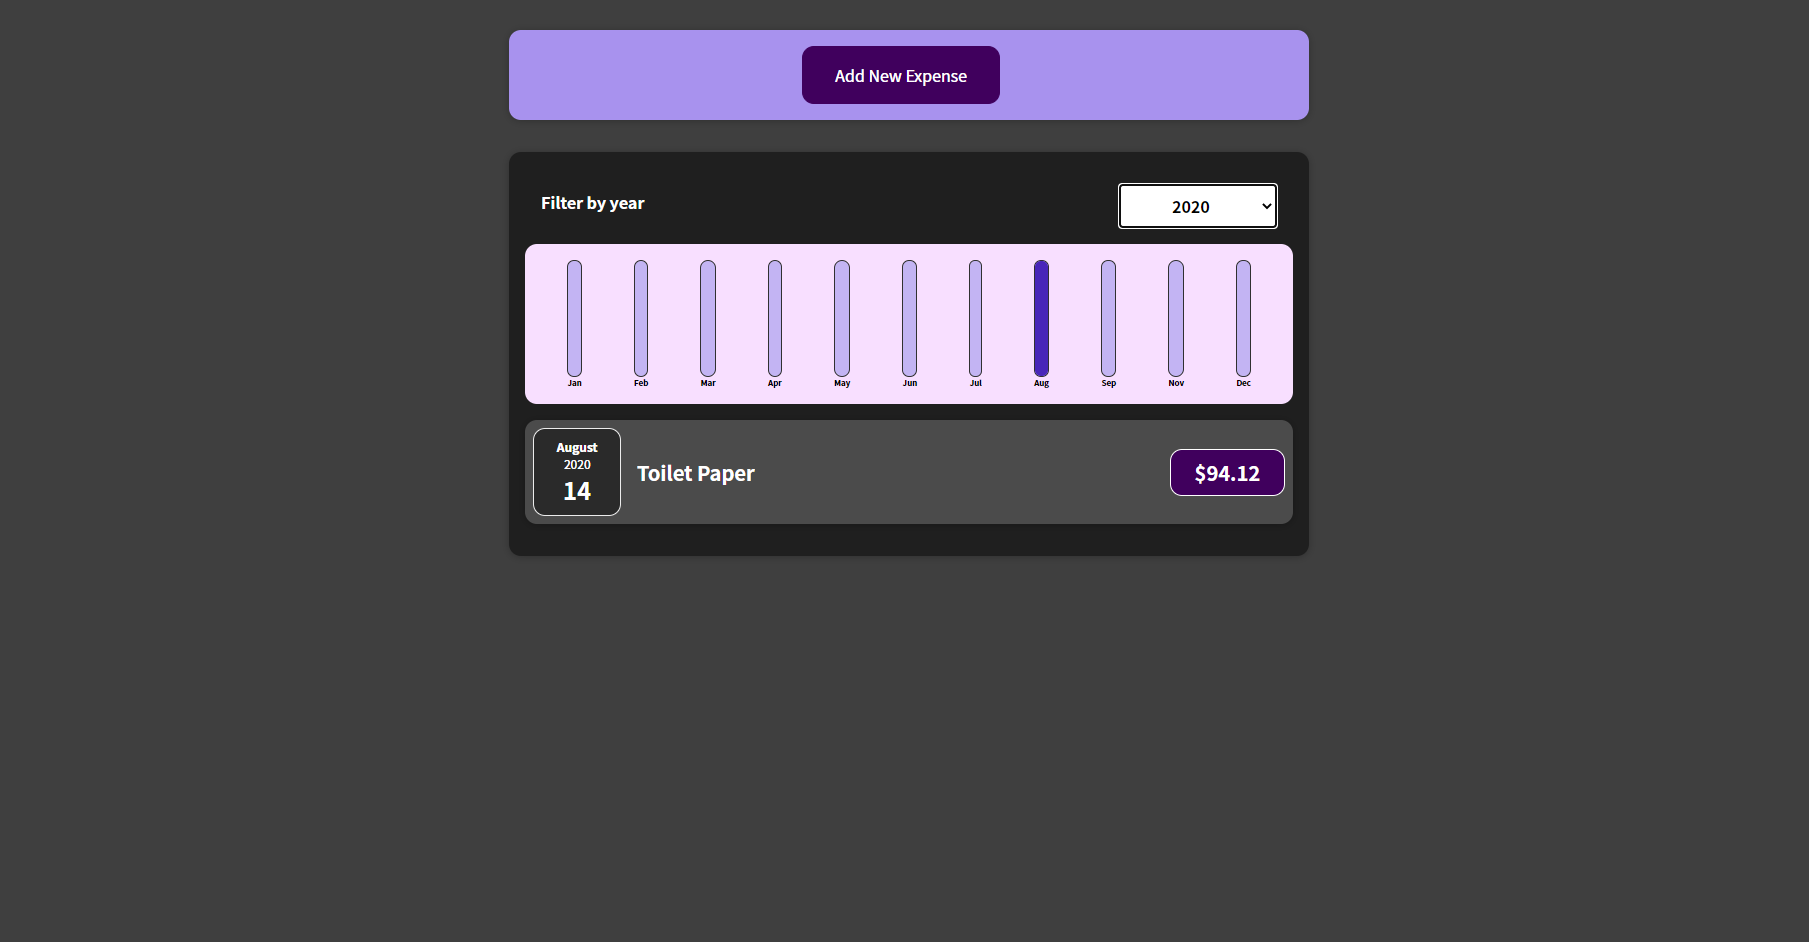 Add New Expense
Filter by year
2020
Jan Feb Mar Apr May Jun Jul Aug Sep Nov Dec
August
2020
14
Toilet Paper
$94.12